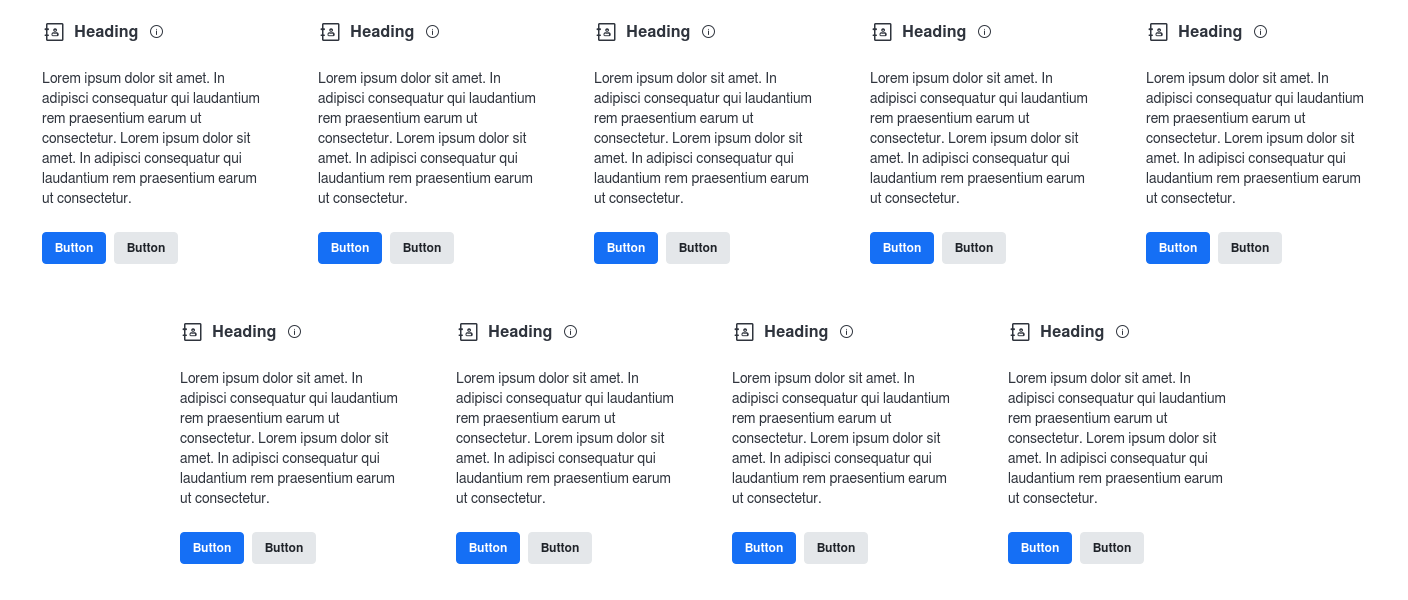 Heading
Lorem ipsum dolor sit amet. In
adipisci consequatur qui laudantium
rem praesentium earum ut
consectetur. Lorem ipsum dolor sit
amet. In adipisci consequatur qui
laudantium rem praesentium earum
ut consectetur.
Button Button
Heading
Lorem ipsum dolor sit amet. In
adipisci consequatur qui laudantium
rem praesentium earum ut
consectetur. Lorem ipsum dolor sit
amet. In adipisci consequatur qui
laudantium rem praesentium earum
ut consectetur.
Button Button
Heading
Lorem ipsum dolor sit amet. In
adipisci consequatur qui laudantium
rem praesentium earum ut
consectetur. Lorem ipsum dolor sit
amet. In adipisci consequatur qui
laudantium rem praesentium earum
ut consectetur.
Button Button
Heading
Lorem ipsum dolor sit amet. In
adipisci consequatur qui laudantium
rem praesentium earum ut
consectetur. Lorem ipsum dolor sit
amet. In adipisci consequatur qui
laudantium rem praesentium earum
ut consectetur.
Button Button
Heading
Lorem ipsum dolor sit amet. In
adipisci consequatur qui laudantium
rem praesentium earum ut
consectetur. Lorem ipsum dolor sit
amet. In adipisci consequatur qui
laudantium rem praesentium earum
ut consectetur.
Button Button
Heading
Lorem ipsum dolor sit amet. In
adipisci consequatur qui laudantium
rem praesentium earum ut
consectetur. Lorem ipsum dolor sit
amet. In adipisci consequatur qui
laudantium rem praesentium earum
ut consectetur.
Button Button
Heading
Lorem ipsum dolor sit amet. In
adipisci consequatur qui laudantium
rem praesentium earum ut
consectetur. Lorem ipsum dolor sit
amet. In adipisci consequatur qui
laudantium rem praesentium earum
ut consectetur.
Button Button
Heading
Lorem ipsum dolor sit amet. In
adipisci consequatur qui laudantium
rem praesentium earum ut
consectetur. Lorem ipsum dolor sit
amet. In adipisci consequatur qui
laudantium rem praesentium earum
ut consectetur.
Button Button
Heading
Lorem ipsum dolor sit amet. In
adipisci consequatur qui laudantium
rem praesentium earum ut
consectetur. Lorem ipsum dolor sit
amet. In adipisci consequatur qui
laudantium rem praesentium earum
ut consectetur.
Button Button